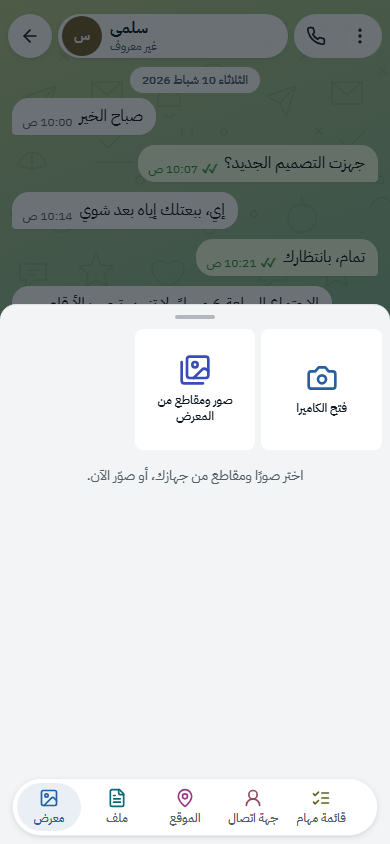 سلمى
س
غير معروف
الثلاثاء 10 شباط 2026
صباح الخير
10:00 ص
جهزت التصميم الجديد؟
10:07 ص
إي، ببعتلك إياه بعد شوي
10:14 ص
تمام، بانتظارك
10:21 ص
فتح الكاميرا
صور ومقاطع من
المعرض
اختر صورًا ومقاطع من جهازك، أو صوّر الآن.
قائمة مهام
جهة اتصال
الموقع
ملف
معرض